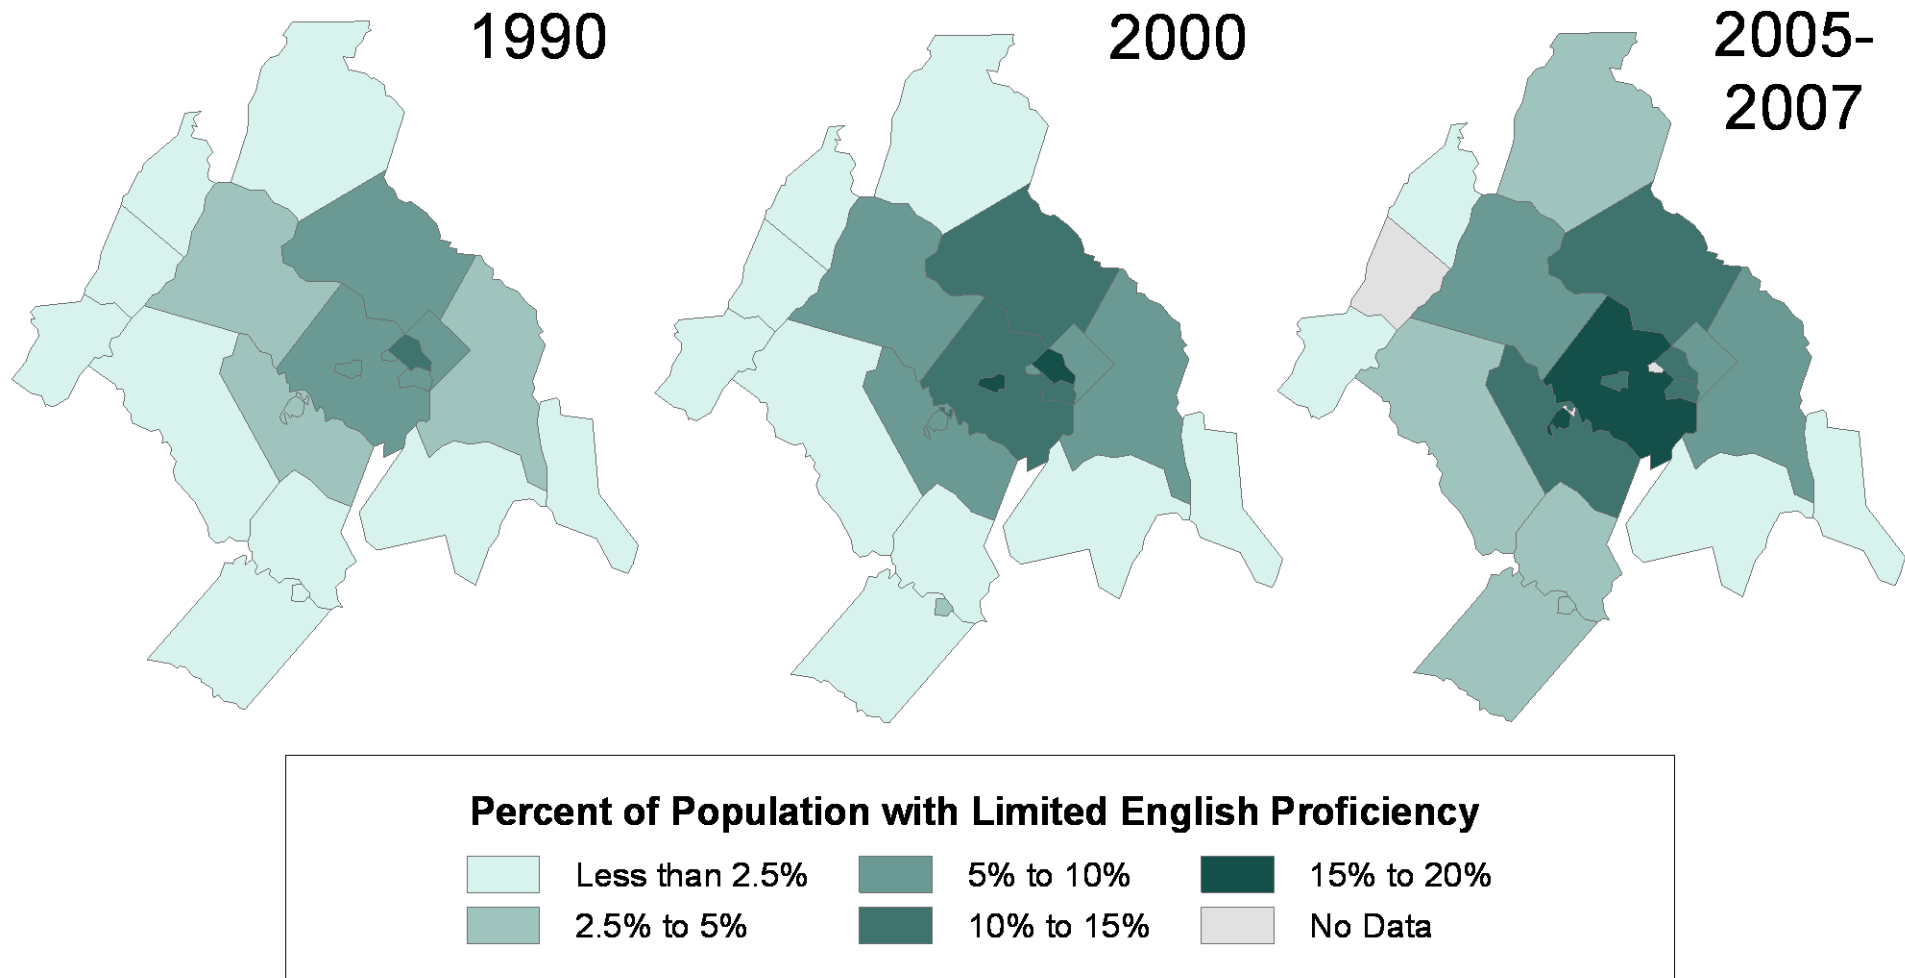 1990
2000
2005-
2007
Percent of Population with Limited English Proficiency
Less than 2.5%
5% to 10%
15% to 20%
2.5% to 5%
10% to 15%
No Data